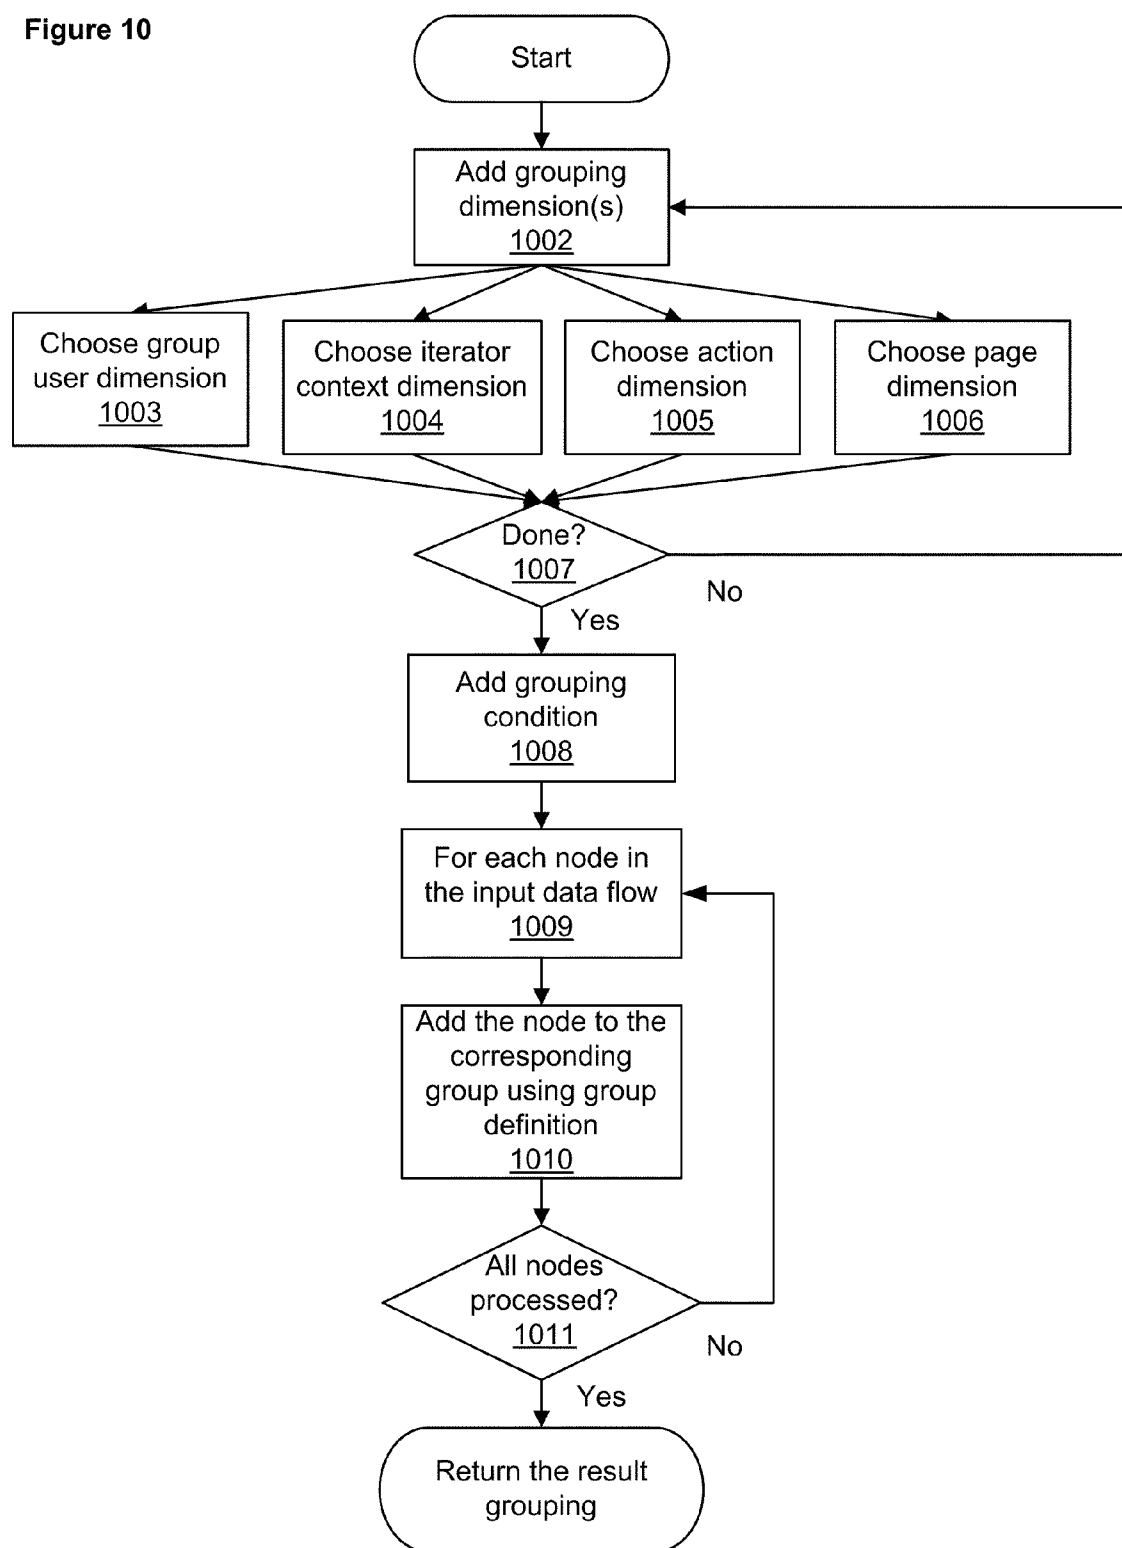 Figure 10
Start
Add grouping
dimension(s)
1002
Choose group
user dimension
1003
Choose iterator
context dimension
1004
Choose action
dimension
1005
Choose page
dimension
1006
Done?
1007
No
Yes
Add grouping
condition
1008
For each node in
the input data flow
1009
Add the node to the
corresponding
group using group
definition
1010
All nodes
processed?
1011
No
Yes
Return the result
grouping